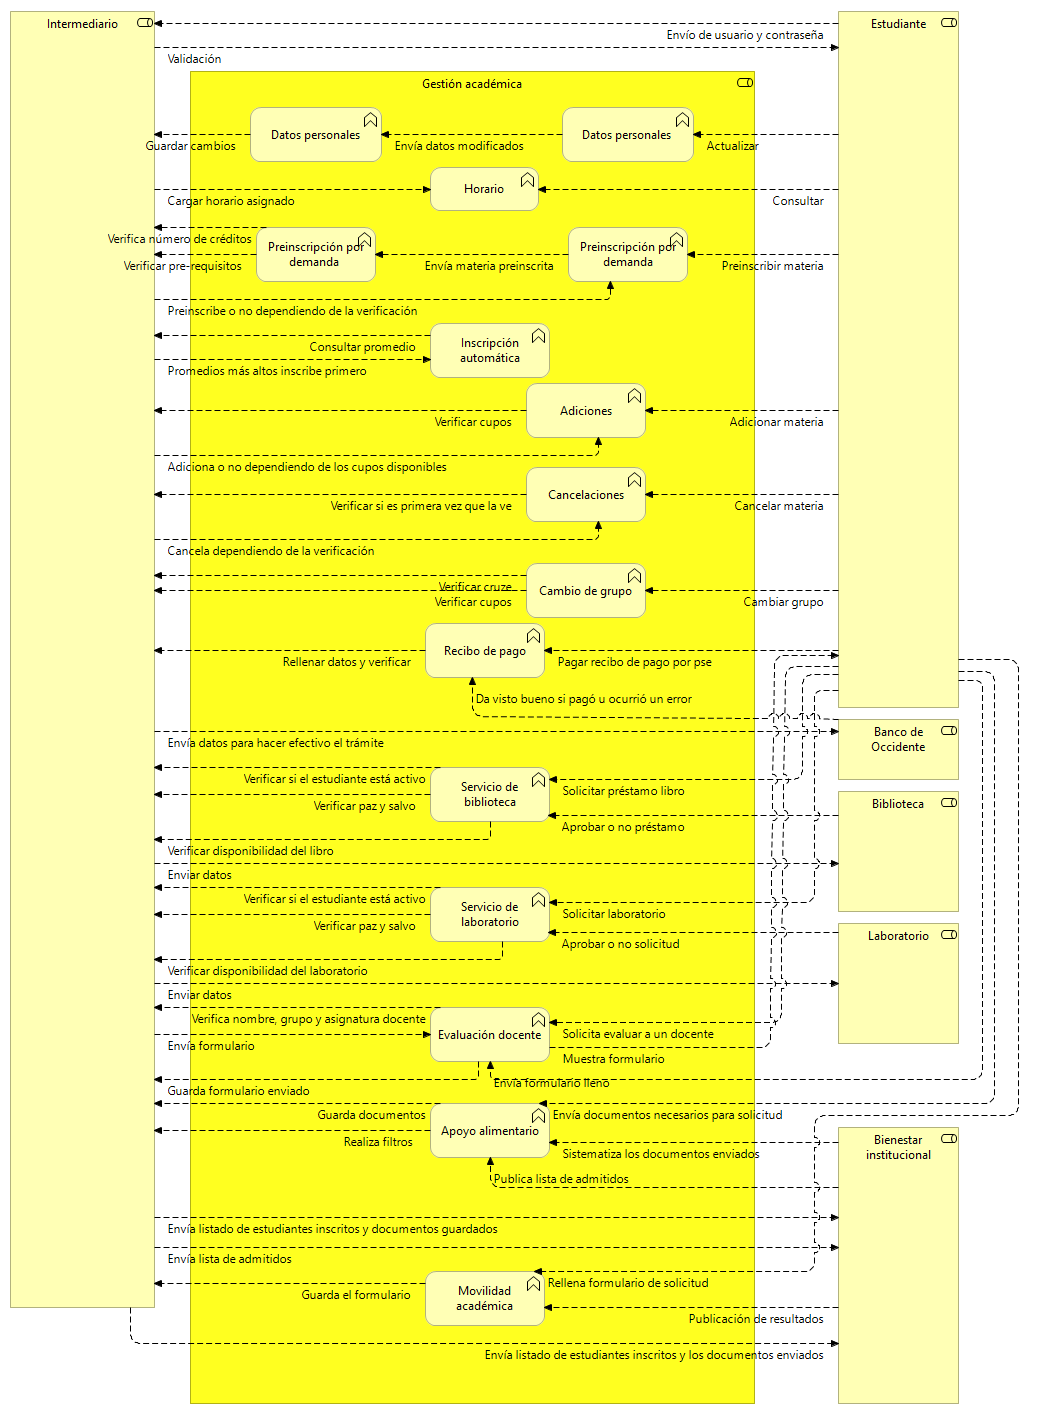 Intermediario
Estudiante
Envío de usuario y contraseña
Validación
Gestión académica
Datos personales
Datos personales
Guardar cambios
Envía datos modificados
Actualizar
Horario
Cargar horario asignado
Consultar
Verifica número de créditos
Preinscripción por
demanda
Preinscripción por
demanda
Verificar pre-requisitos
Envía materia preinscrita
Preinscribir materia
Preinscribe o no dependiendo de la verificación
Inscripción
automática
Consultar promedio
Promedios más altos inscribe primero
Adiciones
Verificar cupos
Adicionar materia
Adiciona o no dependiendo de los cupos disponibles
Cancelaciones
Verificar si es primera vez que la ve
Cancelar materia
Cancela dependiendo de la verificación
Verificar cruze
Cambio de grupo
Verificar cupos
Cambiar grupo
Recibo de pago
Rellenar datos y verificar
Pagar recibo de pago por pse
Da visto bueno si pagó u ocurrió un error
Banco de
Occidente
Envía datos para hacer efectivo el trámite
Verificar si el estudiante está activo
Servicio de
biblioteca
Solicitar préstamo libro
Verificar paz y salvo
Biblioteca
Aprobar o no préstamo
Verificar disponibilidad del libro
Enviar datos
Verificar si el estudiante está activo
Servicio de
laboratorio
Solicitar laboratorio
Verificar paz y salvo
Laboratorio
Aprobar o no solicitud
Verificar disponibilidad del laboratorio
Enviar datos
Verifica nombre, grupo y asignatura docente
Evaluación docente
Solicita evaluar a un docente
Envía formulario
Muestra formulario
Envía formulario lleno
Guarda formulario enviado
Guarda documentos
Envía documentos necesarios para solicitud
Apoyo alimentario
Realiza filtros
Bienestar
institucional
Sistematiza los documentos enviados
Publica lista de admitidos
Envía listado de estudiantes inscritos y documentos guardados
Envía lista de admitidos
Rellena formulario de solicitud
Guarda el formulario
Movilidad
académica
Publicación de resultados
Envía listado de estudiantes inscritos y los documentos enviados